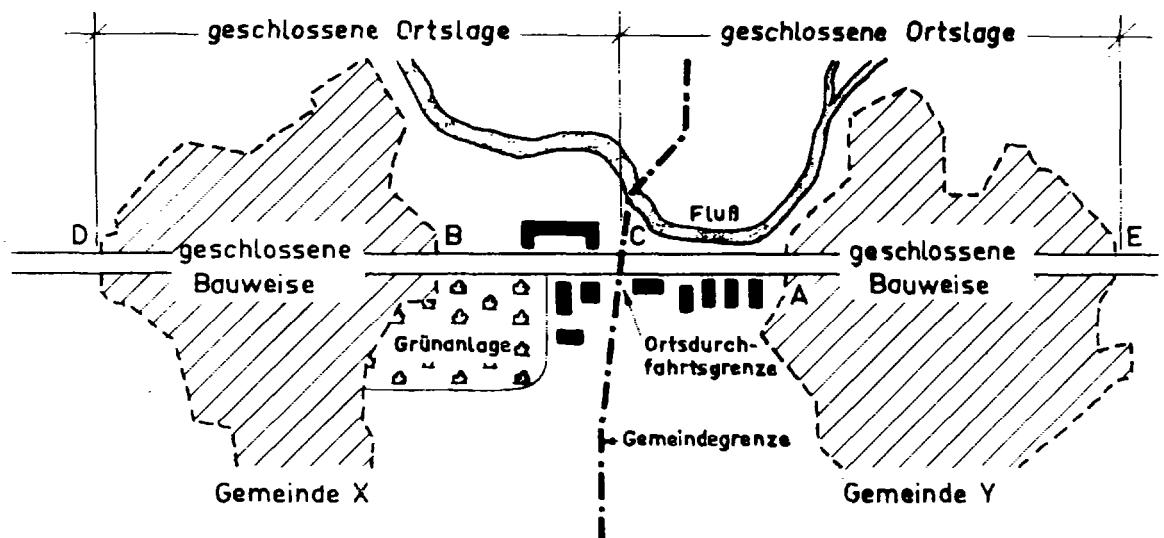 geschlossene Ortslage
geschlossene Ortslage
Fluß
D
B
C
E
geschlossene
Bauweise
geschlossene
Bauweise
A
Grünanlage
Ortsdurch-
fahrtsgrenze
Gemeindegrenze
Gemeinde X
Gemeinde Y